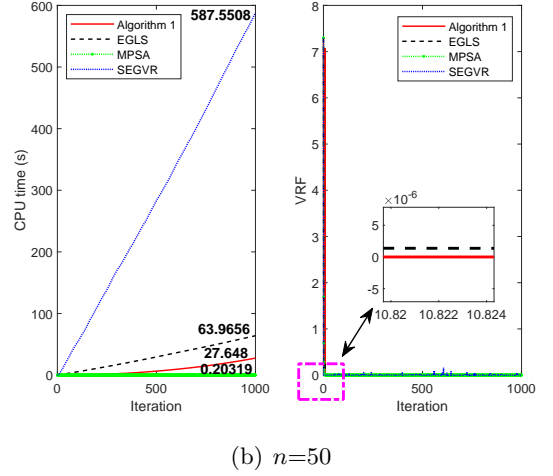 600
500
400
300
200
100
0
CPU time (s)
0
500
1000
Iteration
Algorithm 1
EGLS
MPSA
SEGVR
587.5508
63.9656
27.648
0.20319
8
7
6
5
4
3
2
1
0
VRF
0
500
1000
Iteration
Algorithm 1
EGLS
MPSA
SEGVR
×10⁻⁶
5
0
-5
10.82
10.822
10.824
(b) n=50